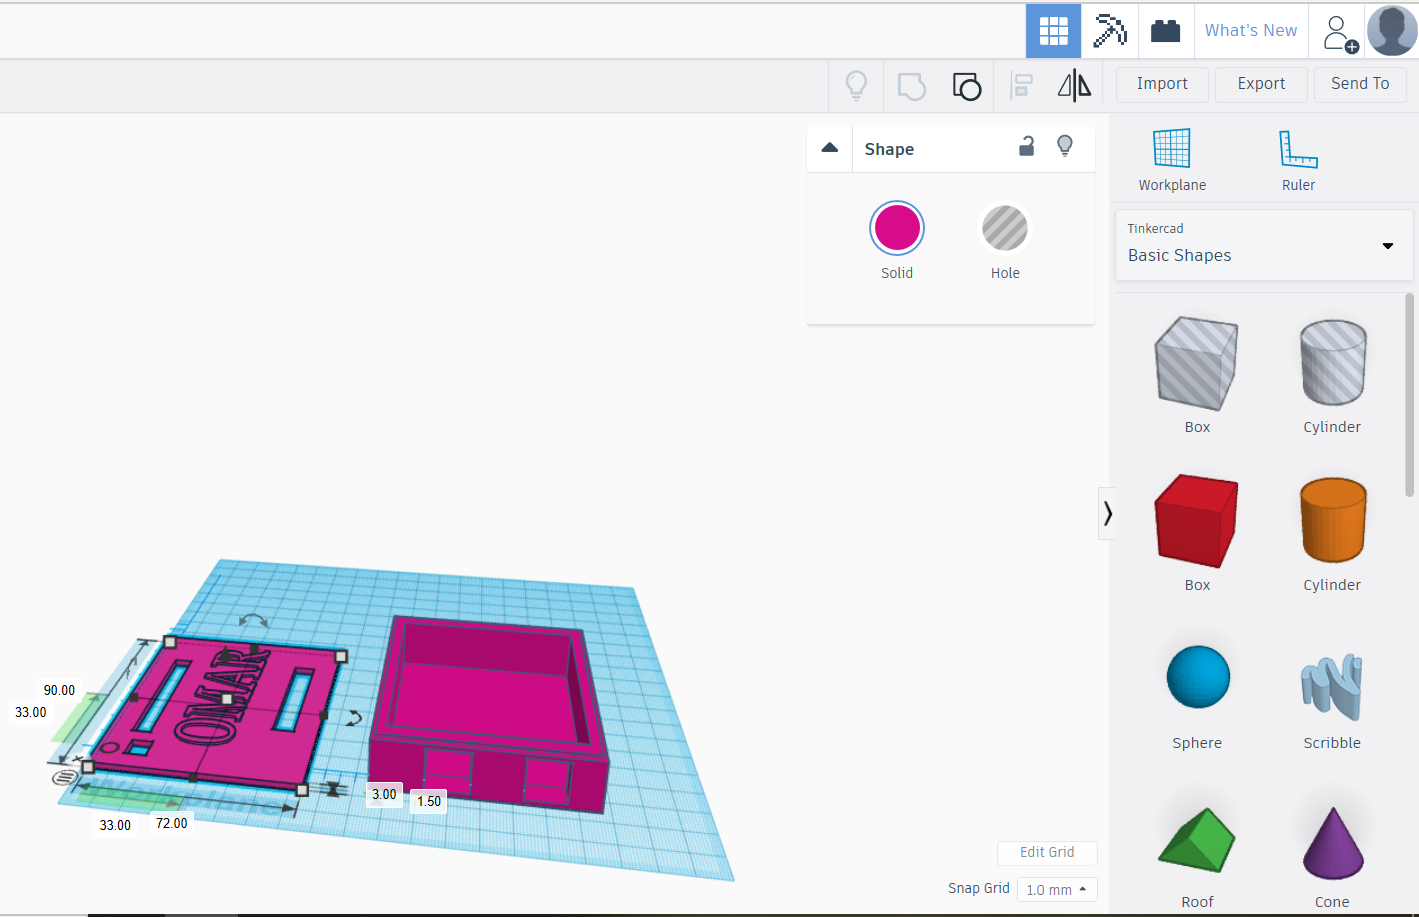 What's New
Import Export Send To
Shape
Solid Hole
Workplane Ruler
Tinkercad
Basic Shapes
Box Cylinder
Box Cylinder
Sphere Scribble
Roof Cone
OMAR
90.00
33.00
3.00
1.50
33.00
72.00
Edit Grid
Snap Grid 1.0 mm